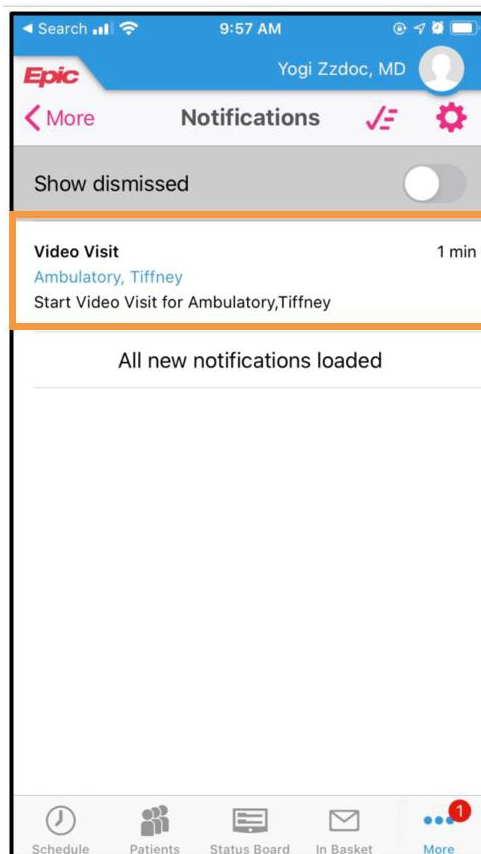 Search 9:57 AM
Epic Yogi Zzdoc, MD
More Notifications
Show dismissed
Video Visit 1 min
Ambulatory, Tiffney
Start Video Visit for Ambulatory,Tiffney
All new notifications loaded
1
Schedule Patients Status Board In Basket More